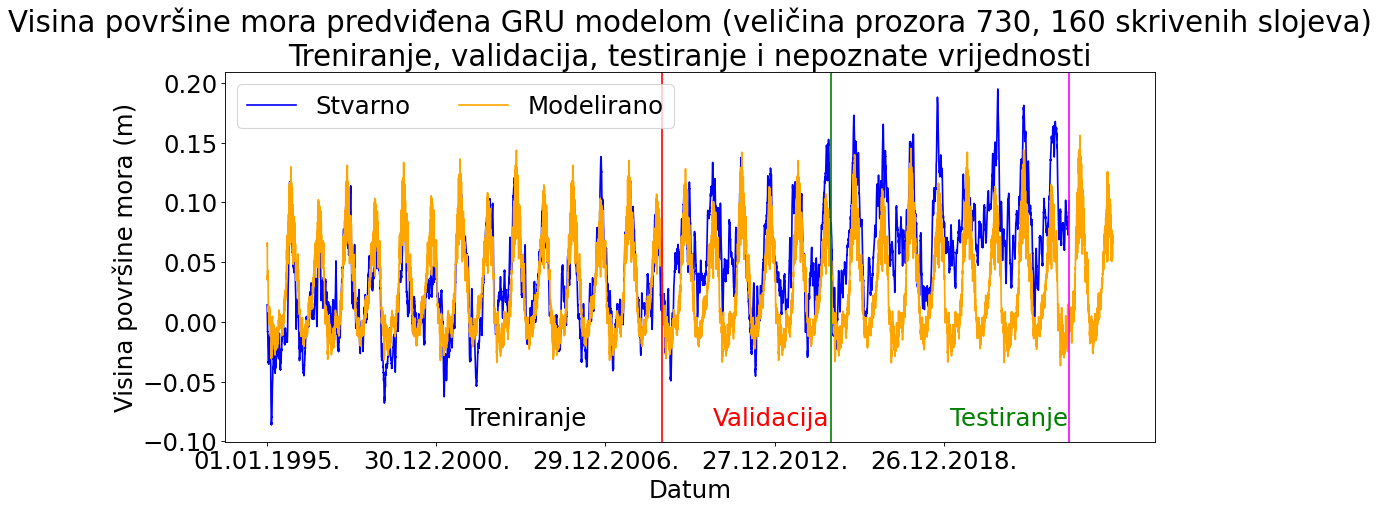 Visina površine mora predviđena GRU modelom (veličina prozora 730, 160 skrivenih slojeva)
Treniranje, validacija, testiranje i nepoznate vrijednosti
Stvarno
Modelirano
Visina površine mora (m)
0.20
0.15
0.10
0.05
0.00
−0.05
−0.10
Treniranje
Validacija
Testiranje
01.01.1995.
30.12.2000.
29.12.2006.
27.12.2012.
26.12.2018.
Datum